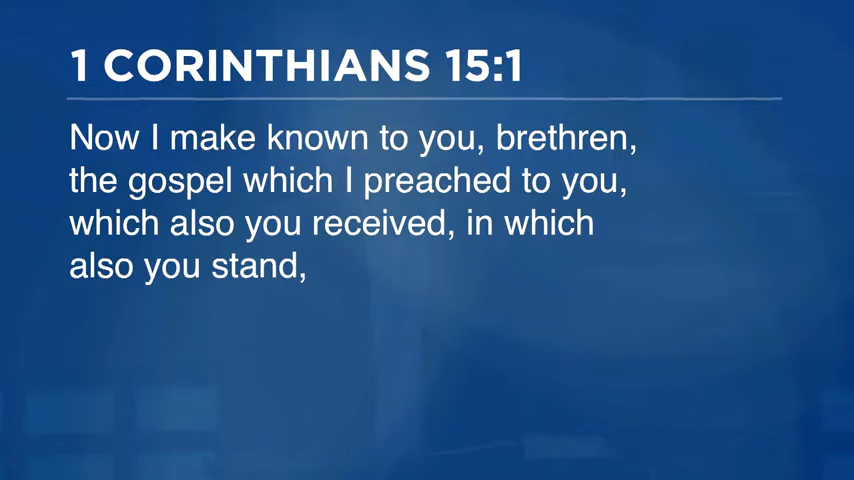 1 CORINTHIANS 15:1
Now I make known to you, brethren,
the gospel which I preached to you,
which also you received, in which
also you stand,